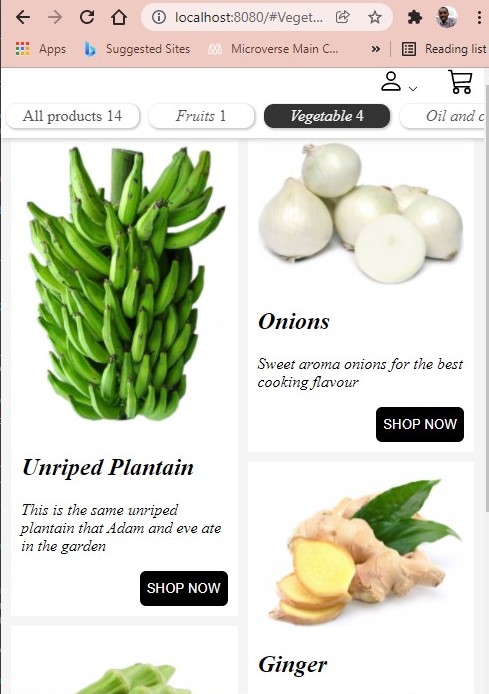 localhost:8080/#Veget...
Apps
Suggested Sites
Microverse Main C...
»
Reading list
All products 14
Fruits 1
Vegetable 4
Oil and c
Unriped Plantain
This is the same unriped
plantain that Adam and eve ate
in the garden
SHOP NOW
Onions
Sweet aroma onions for the best
cooking flavour
SHOP NOW
Ginger